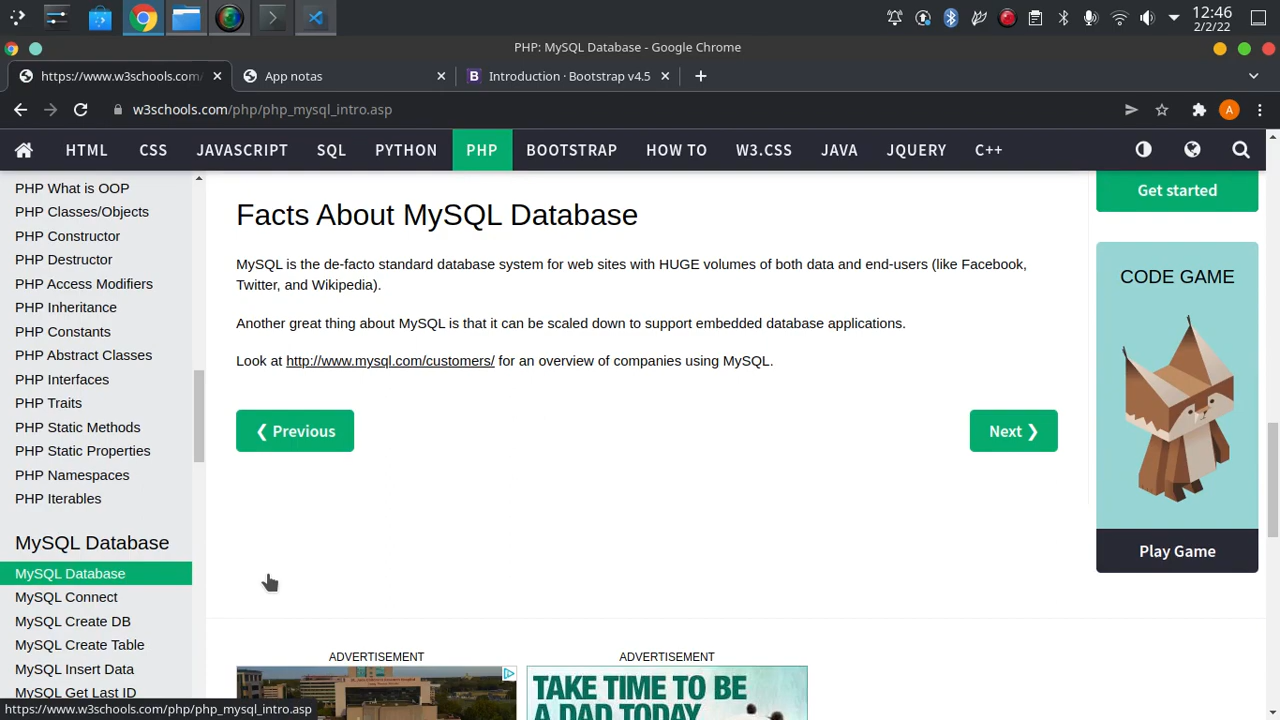 12:46
2/2/22
PHP: MySQL Database - Google Chrome
https://www.w3schools.com/
App notas
B Introduction · Bootstrap v4.5
w3schools.com/php/php_mysql_intro.asp
A
HTML CSS JAVASCRIPT SQL PYTHON PHP BOOTSTRAP HOW TO W3.CSS JAVA JQUERY C++
PHP What is OOP
PHP Classes/Objects
PHP Constructor
PHP Destructor
PHP Access Modifiers
PHP Inheritance
PHP Constants
PHP Abstract Classes
PHP Interfaces
PHP Traits
PHP Static Methods
PHP Static Properties
PHP Namespaces
PHP Iterables
MySQL Database
MySQL Database
MySQL Connect
MySQL Create DB
MySQL Create Table
MySQL Insert Data
MySQL Get Last ID
https://www.w3schools.com/php/php_mysql_intro.asp
Facts About MySQL Database
MySQL is the de-facto standard database system for web sites with HUGE volumes of both data and end-users (like Facebook,
Twitter, and Wikipedia).
Another great thing about MySQL is that it can be scaled down to support embedded database applications.
Look at http://www.mysql.com/customers/ for an overview of companies using MySQL.
❮ Previous
Next ❯
ADVERTISEMENT
ADVERTISEMENT
TAKE TIME TO BE
A DAD TODAY
Get started
CODE GAME
Play Game